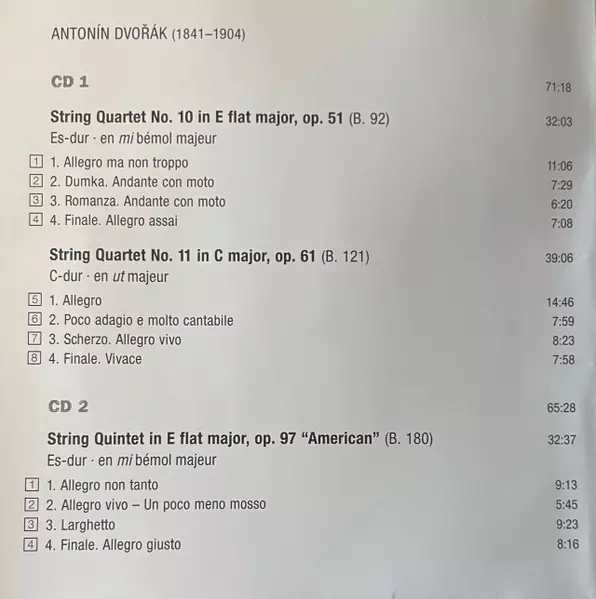 ANTONÍN DVOŘÁK (1841–1904)
CD 1 71:18
String Quartet No. 10 in E flat major, op. 51 (B. 92) 32:03
Es-dur · en mi bémol majeur
1 1. Allegro ma non troppo 11:06
2 2. Dumka. Andante con moto 7:29
3 3. Romanza. Andante con moto 6:20
4 4. Finale. Allegro assai 7:08
String Quartet No. 11 in C major, op. 61 (B. 121) 39:06
C-dur · en ut majeur
5 1. Allegro 14:46
6 2. Poco adagio e molto cantabile 7:59
7 3. Scherzo. Allegro vivo 8:23
8 4. Finale. Vivace 7:58
CD 2 65:28
String Quintet in E flat major, op. 97 “American” (B. 180) 32:37
Es-dur · en mi bémol majeur
1 1. Allegro non tanto 9:13
2 2. Allegro vivo – Un poco meno mosso 5:45
3 3. Larghetto 9:23
4 4. Finale. Allegro giusto 8:16